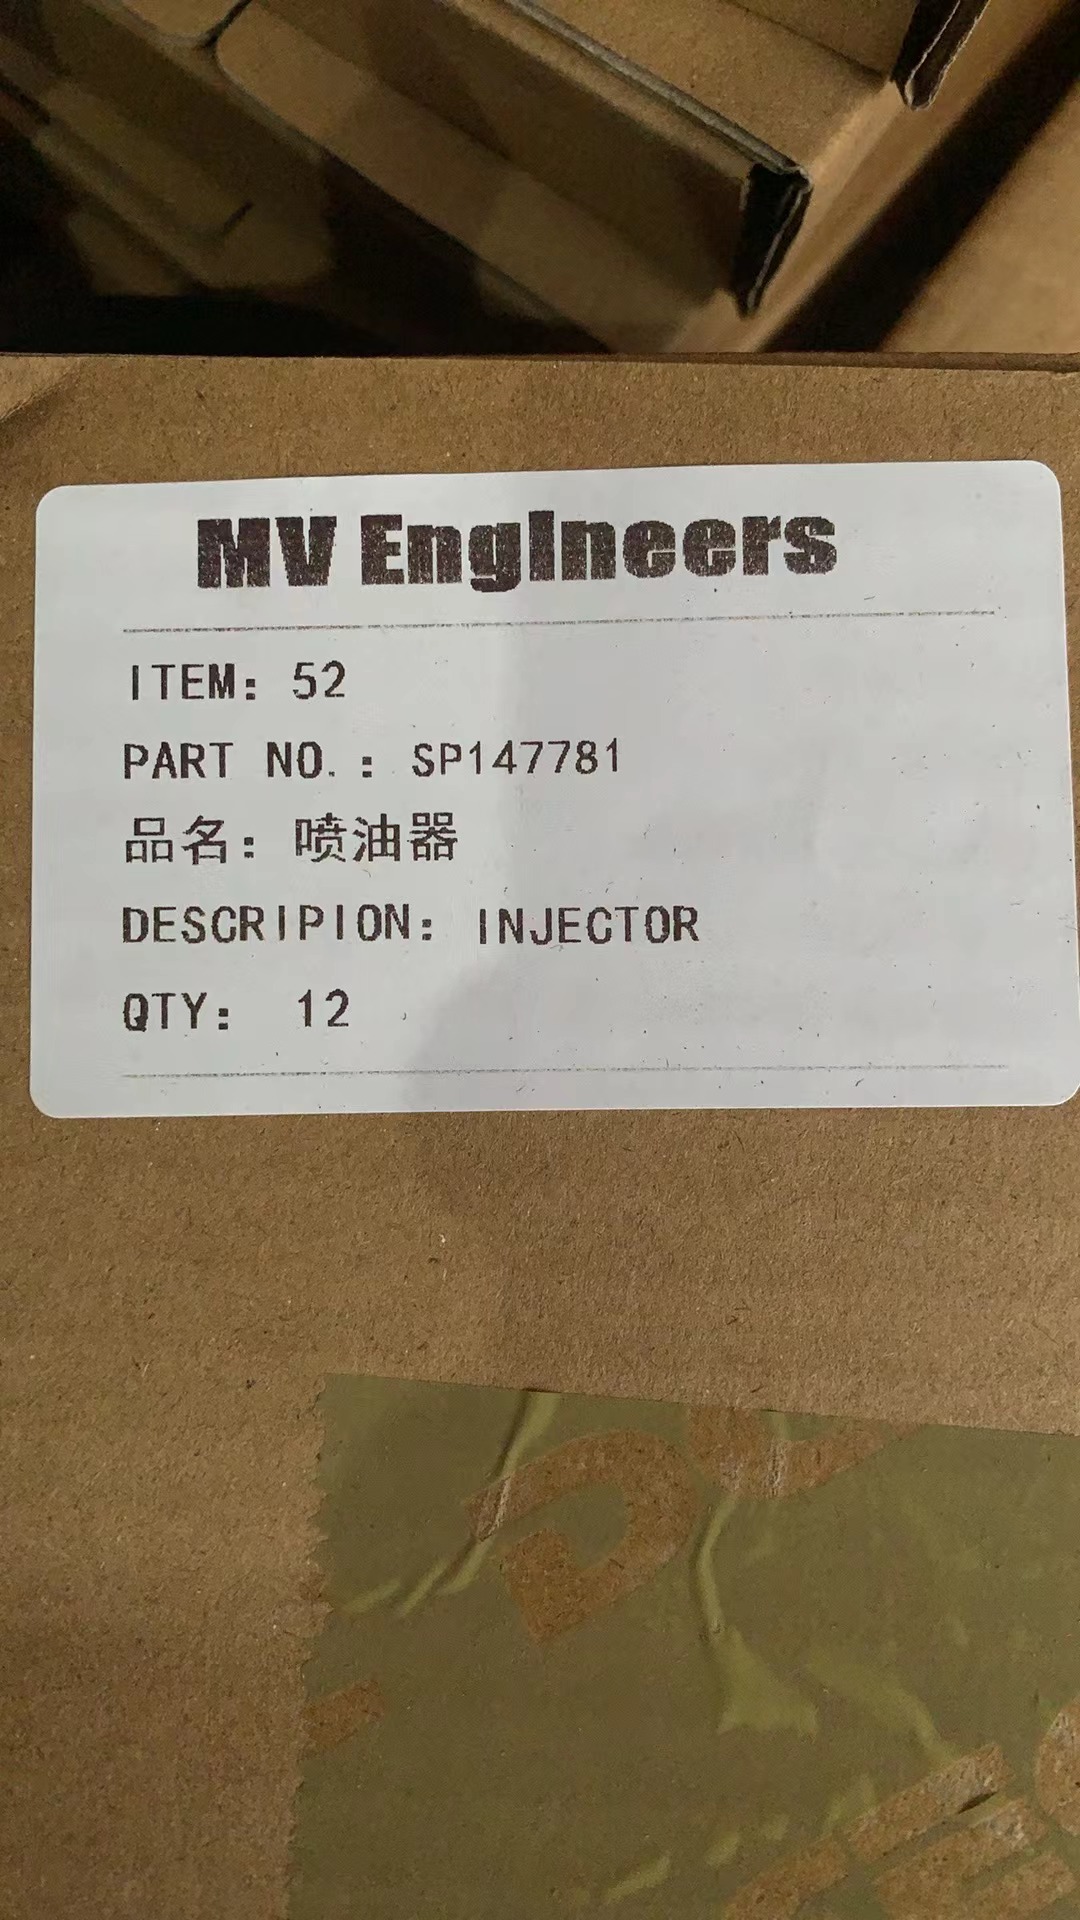 MV EngIneers
ITEM: 52
PART NO.: SP147781
品名: 喷油器
DESCRIPION: INJECTOR
QTY: 12